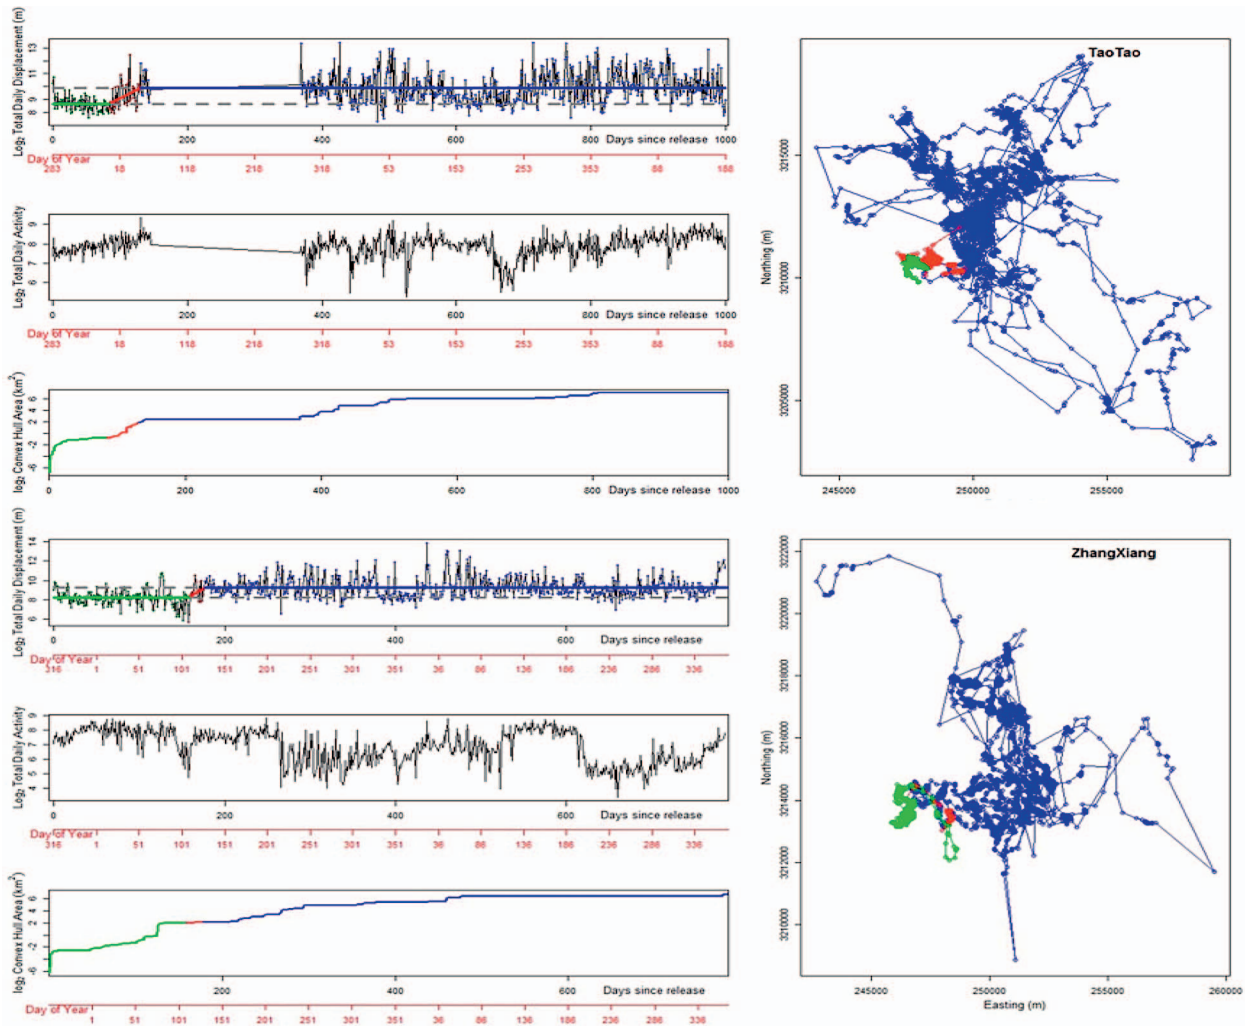 Log₂ Total Daily Displacement (m)
8 9 11 13
0 200 400 600 800 1000
Days since release
Day of Year
283 18 118 218 318 53 153 253 353 88 188
Log₂ Total Daily Activity
6 7 8 9
0 200 400 600 800 1000
Days since release
Day of Year
283 18 118 218 318 53 153 253 353 88 188
log₂ Convex Hull Area (km²)
-6 -2 2 4 6
0 200 400 600 800 1000
Days since release
TaoTao
Northing (m)
3205000 3210000 3215000
245000 250000 255000
Log₂ Total Daily Displacement (m)
6 8 10 12 14
0 200 400 600
Days since release
Day of Year
316 1 51 101 151 201 251 301 351 36 86 136 186 236 286 336
Log₂ Total Daily Activity
4 5 6 7 8 9
0 200 400 600
Days since release
Day of Year
316 1 51 101 151 201 251 301 351 36 86 136 186 236 286 336
log₂ Convex Hull Area (km²)
-6 -2 2 4 6
0 200 400 600
Days since release
Day of Year
1 51 101 151 201 251 301 351 36 86 136 186 236 286 336
ZhangXiang
Northing (m)
3212000 3214000 3216000 3220000 3222000
245000 250000 255000 260000
Easting (m)